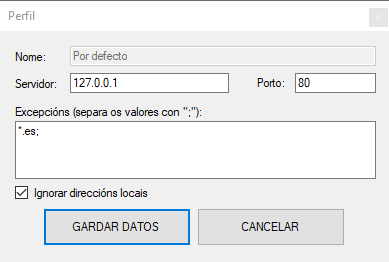 Perfil
Nome: Por defecto
Servidor: 127.0.0.1 Porto: 80
Excepcións (separa os valores con ";"):
*.es;
Ignorar direccións locais
GARDAR DATOS CANCELAR